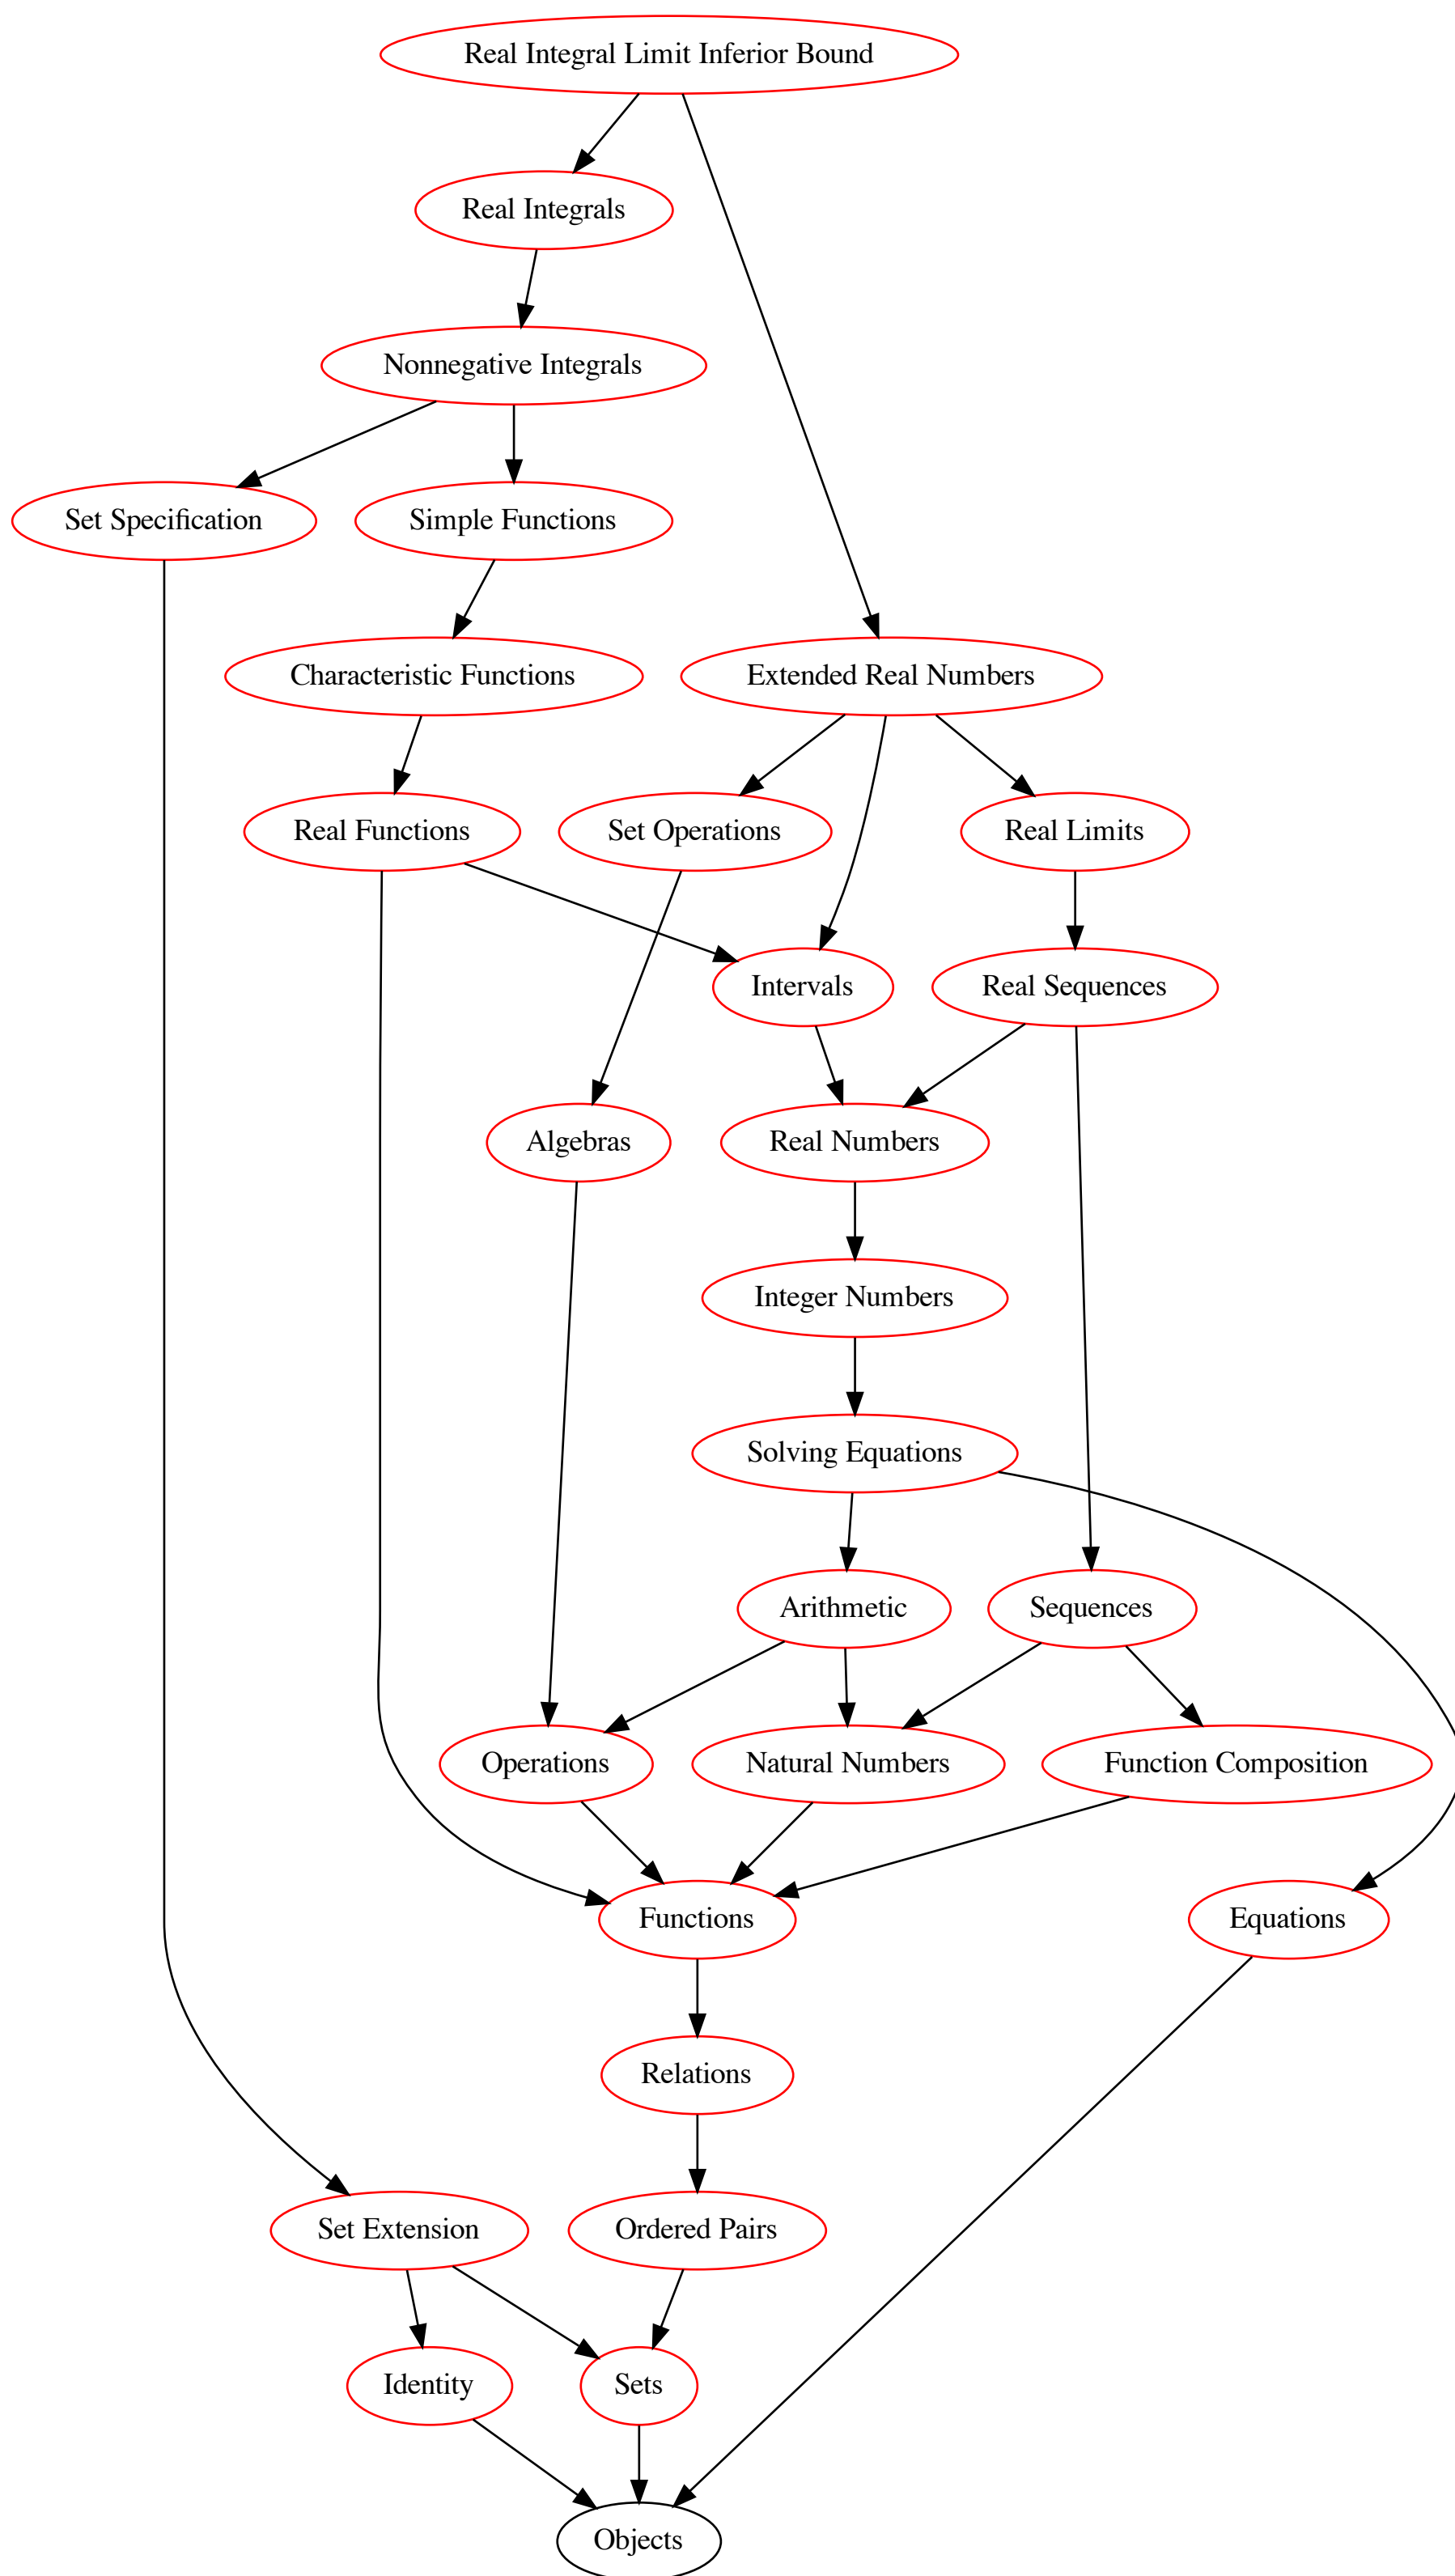 Real Integral Limit Inferior Bound
Real Integrals
Nonnegative Integrals
Set Specification
Simple Functions
Characteristic Functions
Extended Real Numbers
Real Functions
Set Operations
Real Limits
Intervals
Real Sequences
Algebras
Real Numbers
Integer Numbers
Solving Equations
Arithmetic
Sequences
Operations
Natural Numbers
Function Composition
Functions
Equations
Relations
Set Extension
Ordered Pairs
Identity
Sets
Objects